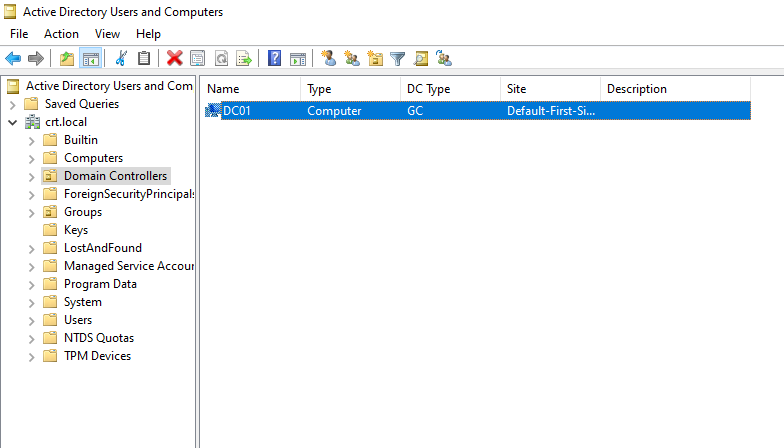 Active Directory Users and Computers
File Action View Help
Active Directory Users and Com
Saved Queries
crt.local
Builtin
Computers
Domain Controllers
ForeignSecurityPrincipals
Groups
Keys
LostAndFound
Managed Service Accour
Program Data
System
Users
NTDS Quotas
TPM Devices
Name Type DC Type Site Description
DC01 Computer GC Default-First-Si...